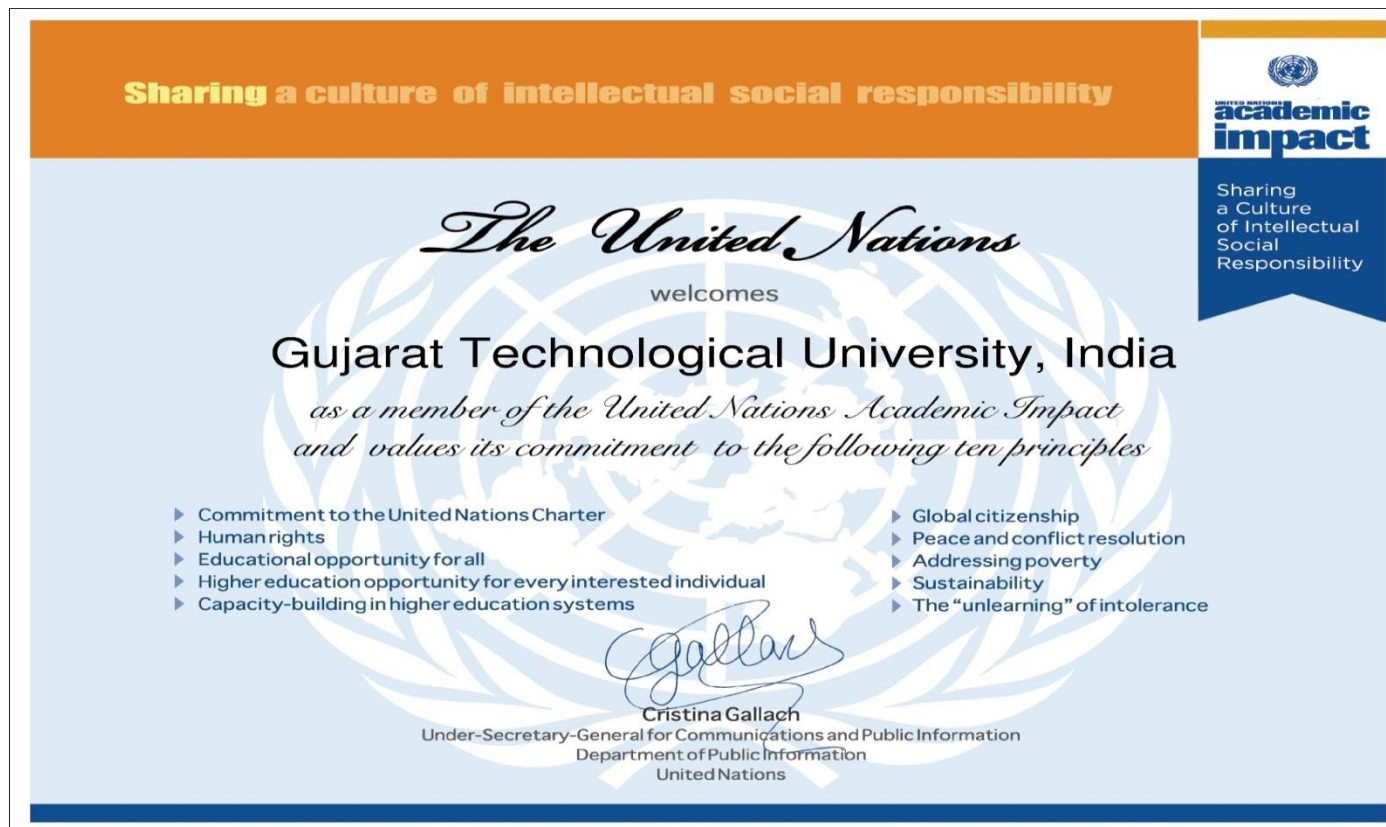 Sharing a culture of intellectual social responsibility
UNITED NATIONS
academic
impact
Sharing
a Culture
of Intellectual
Social
Responsibility
The United Nations
welcomes
Gujarat Technological University, India
as a member of the United Nations Academic Impact
and values its commitment to the following ten principles
Commitment to the United Nations Charter
Human rights
Educational opportunity for all
Higher education opportunity for every interested individual
Capacity-building in higher education systems
Global citizenship
Peace and conflict resolution
Addressing poverty
Sustainability
The “unlearning” of intolerance
CGallach
Cristina Gallach
Under-Secretary-General for Communications and Public Information
Department of Public Information
United Nations